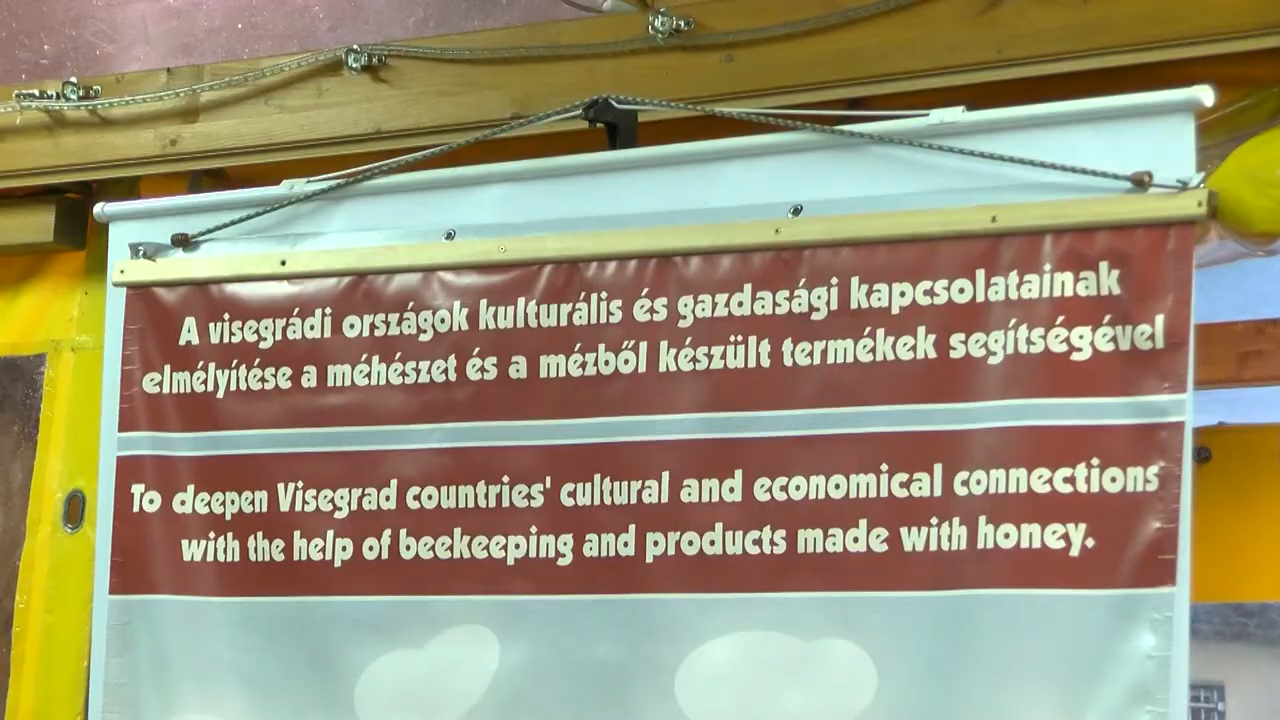 A visegrádi országok kulturális és gazdasági kapcsolatainak
elmélyítése a méhészet és a mézből készült termékek segítségével
To deepen Visegrad countries' cultural and economical connections
with the help of beekeeping and products made with honey.